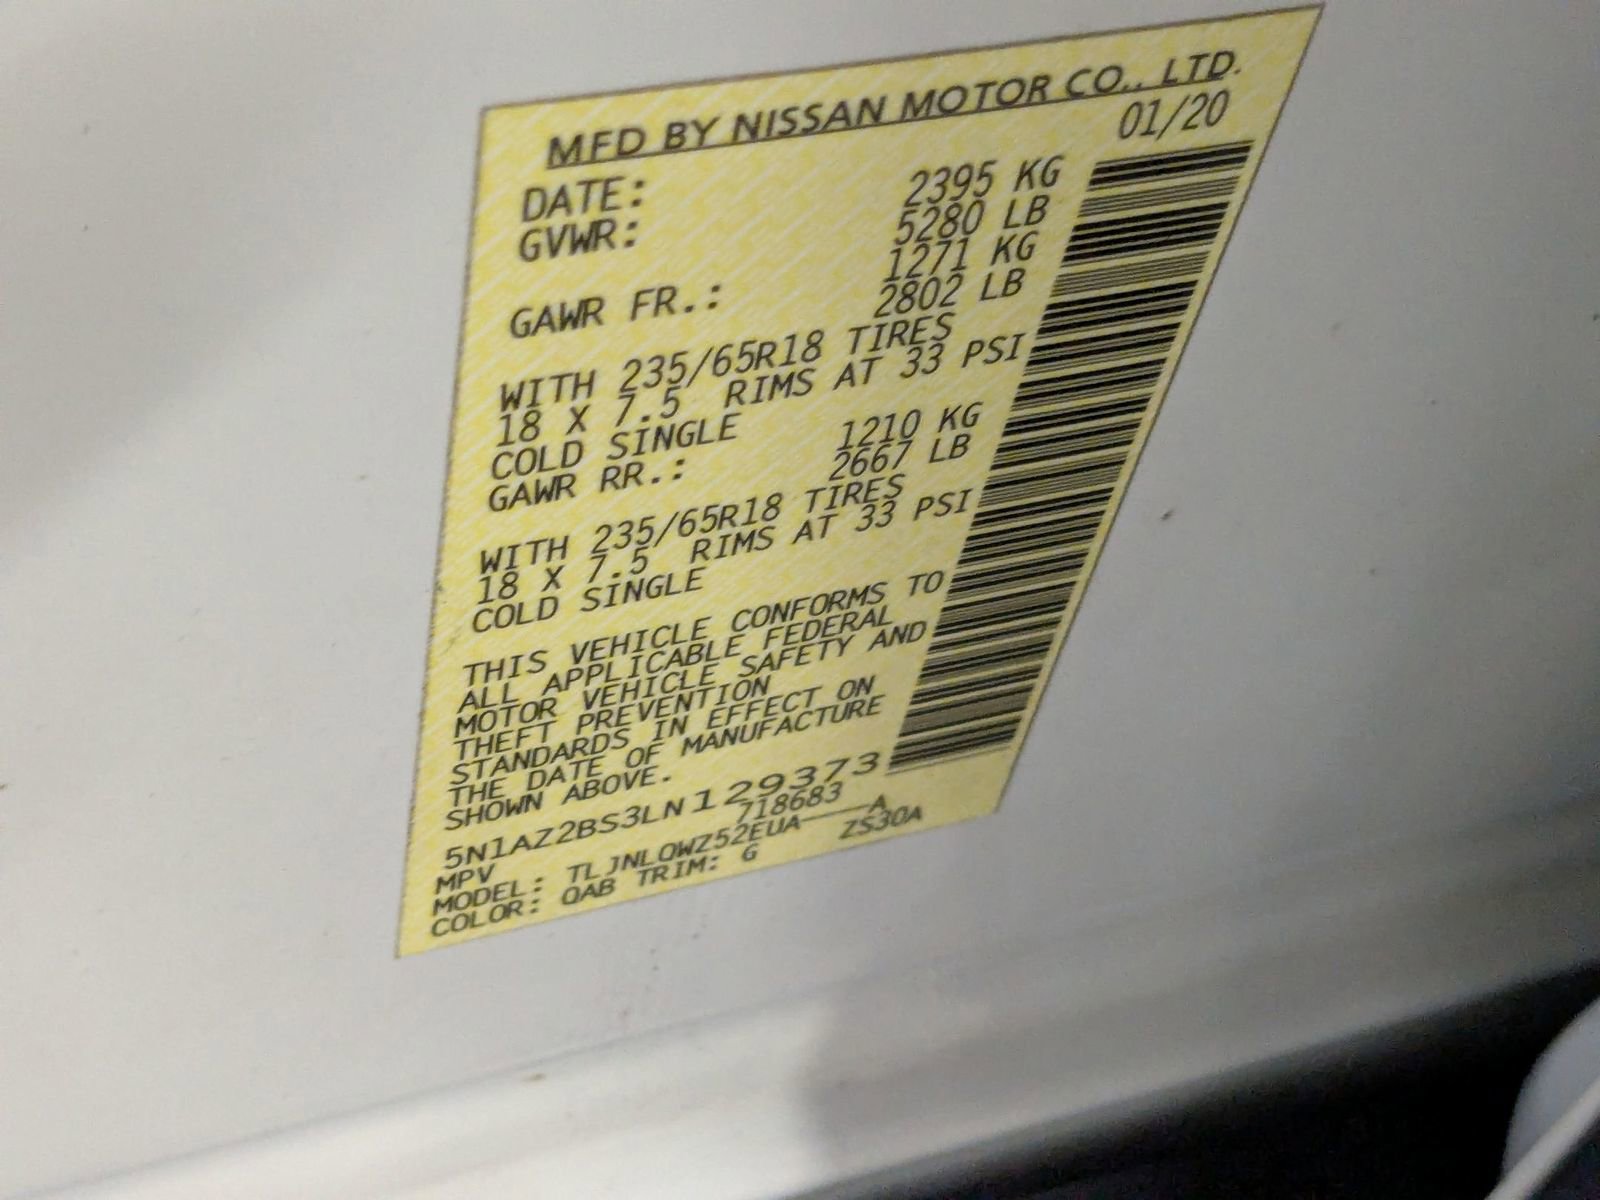 MFD BY NISSAN MOTOR CO., LTD.
DATE: 01/20
GVWR: 2395 KG
5280 LB
GAWR FR.: 1271 KG
2802 LB
WITH 235/65R18 TIRES
18 X 7.5 RIMS AT 33 PSI
COLD SINGLE
GAWR RR.: 1210 KG
2667 LB
WITH 235/65R18 TIRES
18 X 7.5 RIMS AT 33 PSI
COLD SINGLE
THIS VEHICLE CONFORMS TO
ALL APPLICABLE FEDERAL
MOTOR VEHICLE SAFETY AND
THEFT PREVENTION
STANDARDS IN EFFECT ON
THE DATE OF MANUFACTURE
SHOWN ABOVE.
5N1AZ2BS3LN129373
MPV 718683
MODEL: TLJNLQWZ52EUA----A
COLOR: QAB TRIM: G ZS30A